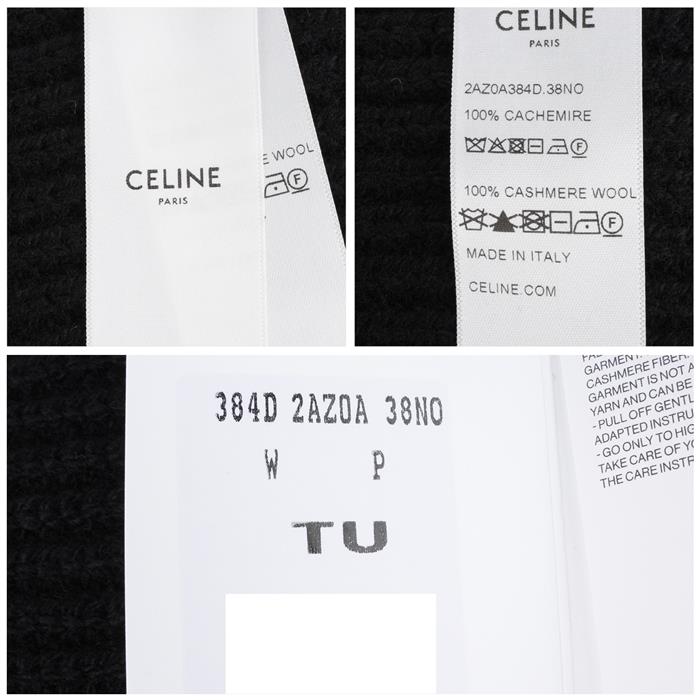 CELINE
PARIS
E WOOL
F
CELINE
PARIS
2AZ0A384D.38NO
100% CACHEMIRE
F
100% CASHMERE WOOL
F
MADE IN ITALY
CELINE.COM
384D 2AZ0A 38NO
W P
TU
GARMENT
CASHMERE FIBER
GARMENT IS NOT A
YARN AND CAN BE
- PULL OFF GENTL
ADAPTED INSTRU
- GO ONLY TO HIG
TAKE CARE OF YO
THE CARE INSTR